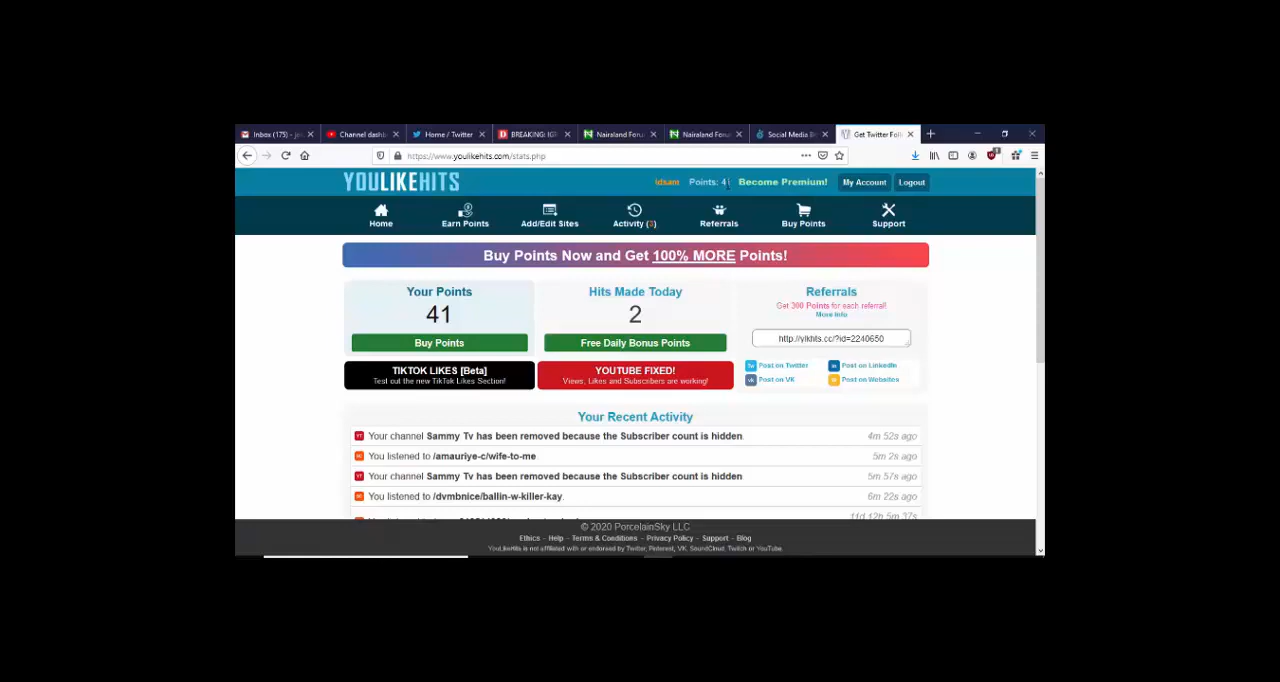 Inbox (175) - 
Channel dashb
Home / Twitter
BREAKING: IGP
Nairaland Foru
Nairaland Foru
Social Media B
Get Twitter Foll
https://www.youlikehits.com/stats.php
YOULIKEHITS
idsam Points: 41 Become Premium! My Account Logout
Home Earn Points Add/Edit Sites Activity (3) Referrals Buy Points Support
Buy Points Now and Get 100% MORE Points!
Your Points
41
Buy Points
Hits Made Today
2
Free Daily Bonus Points
Referrals
Get 300 Points for each referral!
More Info
http://ylkhts.cc/?id=2240650
TIKTOK LIKES [Beta]
Test out the new TikTok Likes Section!
YOUTUBE FIXED!
Views, Likes and Subscribers are working!
Post on Twitter Post on LinkedIn
Post on VK Post on Websites
Your Recent Activity
Your channel Sammy Tv has been removed because the Subscriber count is hidden. 4m 52s ago
You listened to /amauriye-c/wife-to-me. 5m 2s ago
Your channel Sammy Tv has been removed because the Subscriber count is hidden 5m 57s ago
You listened to /dvmbnice/ballin-w-killer-kay. 6m 22s ago
11d 12h 5m 37s
© 2020 PorcelainSky LLC
Ethics – Help – Terms & Conditions – Privacy Policy – Support – Blog
YouLikeHits is not affiliated with or endorsed by Twitter, Pinterest, VK, SoundCloud, Twitch or YouTube.